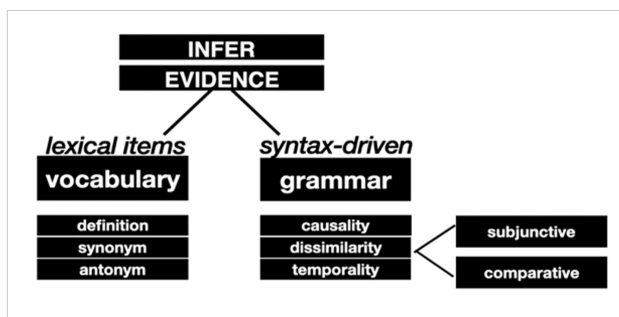 INFER
EVIDENCE
lexical items
vocabulary
definition
synonym
antonym
syntax-driven
grammar
causality
dissimilarity
temporality
subjunctive
comparative